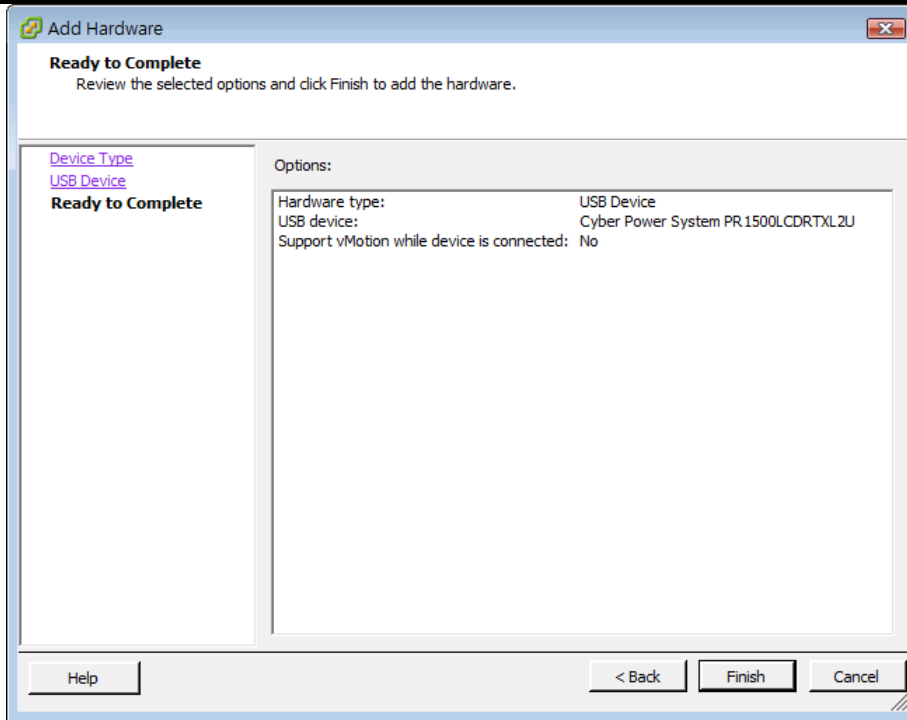 Add Hardware
Ready to Complete
Review the selected options and click Finish to add the hardware.
Device Type
USB Device
Ready to Complete
Options:
Hardware type: USB Device
USB device: Cyber Power System PR1500LCDRTXL2U
Support vMotion while device is connected: No
Help
< Back
Finish
Cancel